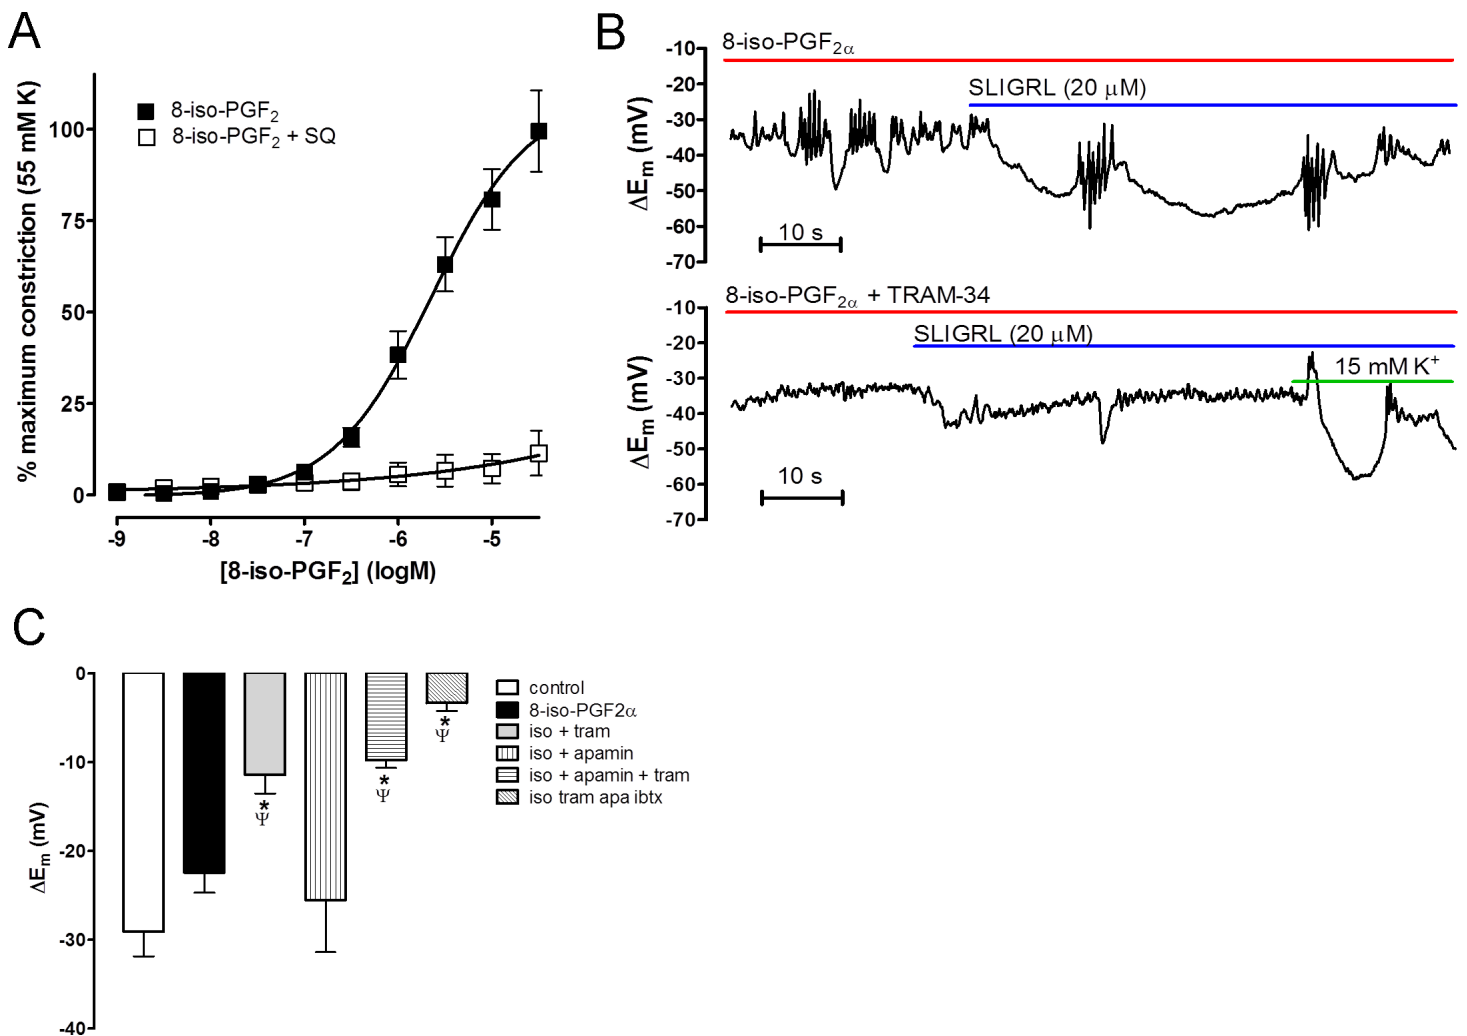 A
% maximum constriction (55 mM K)
8-iso-PGF2
8-iso-PGF2 + SQ
100
75
50
25
0
-9 -8 -7 -6 -5
[8-iso-PGF2] (logM)
B
ΔEm (mV)
-10
-20
-30
-40
-50
-60
-70
8-iso-PGF2α
SLIGRL (20 μM)
10 s
ΔEm (mV)
-10
-20
-30
-40
-50
-60
-70
8-iso-PGF2α + TRAM-34
SLIGRL (20 μM)
15 mM K+
10 s
C
ΔEm (mV)
0
-10
-20
-30
-40
*
Ψ
*
Ψ
*
Ψ
control
8-iso-PGF2α
iso + tram
iso + apamin
iso + apamin + tram
iso tram apa ibtx